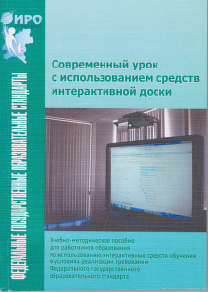 ИРО
ФЕДЕРАЛЬНЫЕ ГОСУДАРСТВЕННЫЕ ОБРАЗОВАТЕЛЬНЫЕ СТАНДАРТЫ
Современный урок
с использованием средств
интерактивной доски
Учебно-методическое пособие
для работников образования
по использованию интерактивных средств обучения
в условиях реализации требований
Федерального государственного
образовательного стандарта